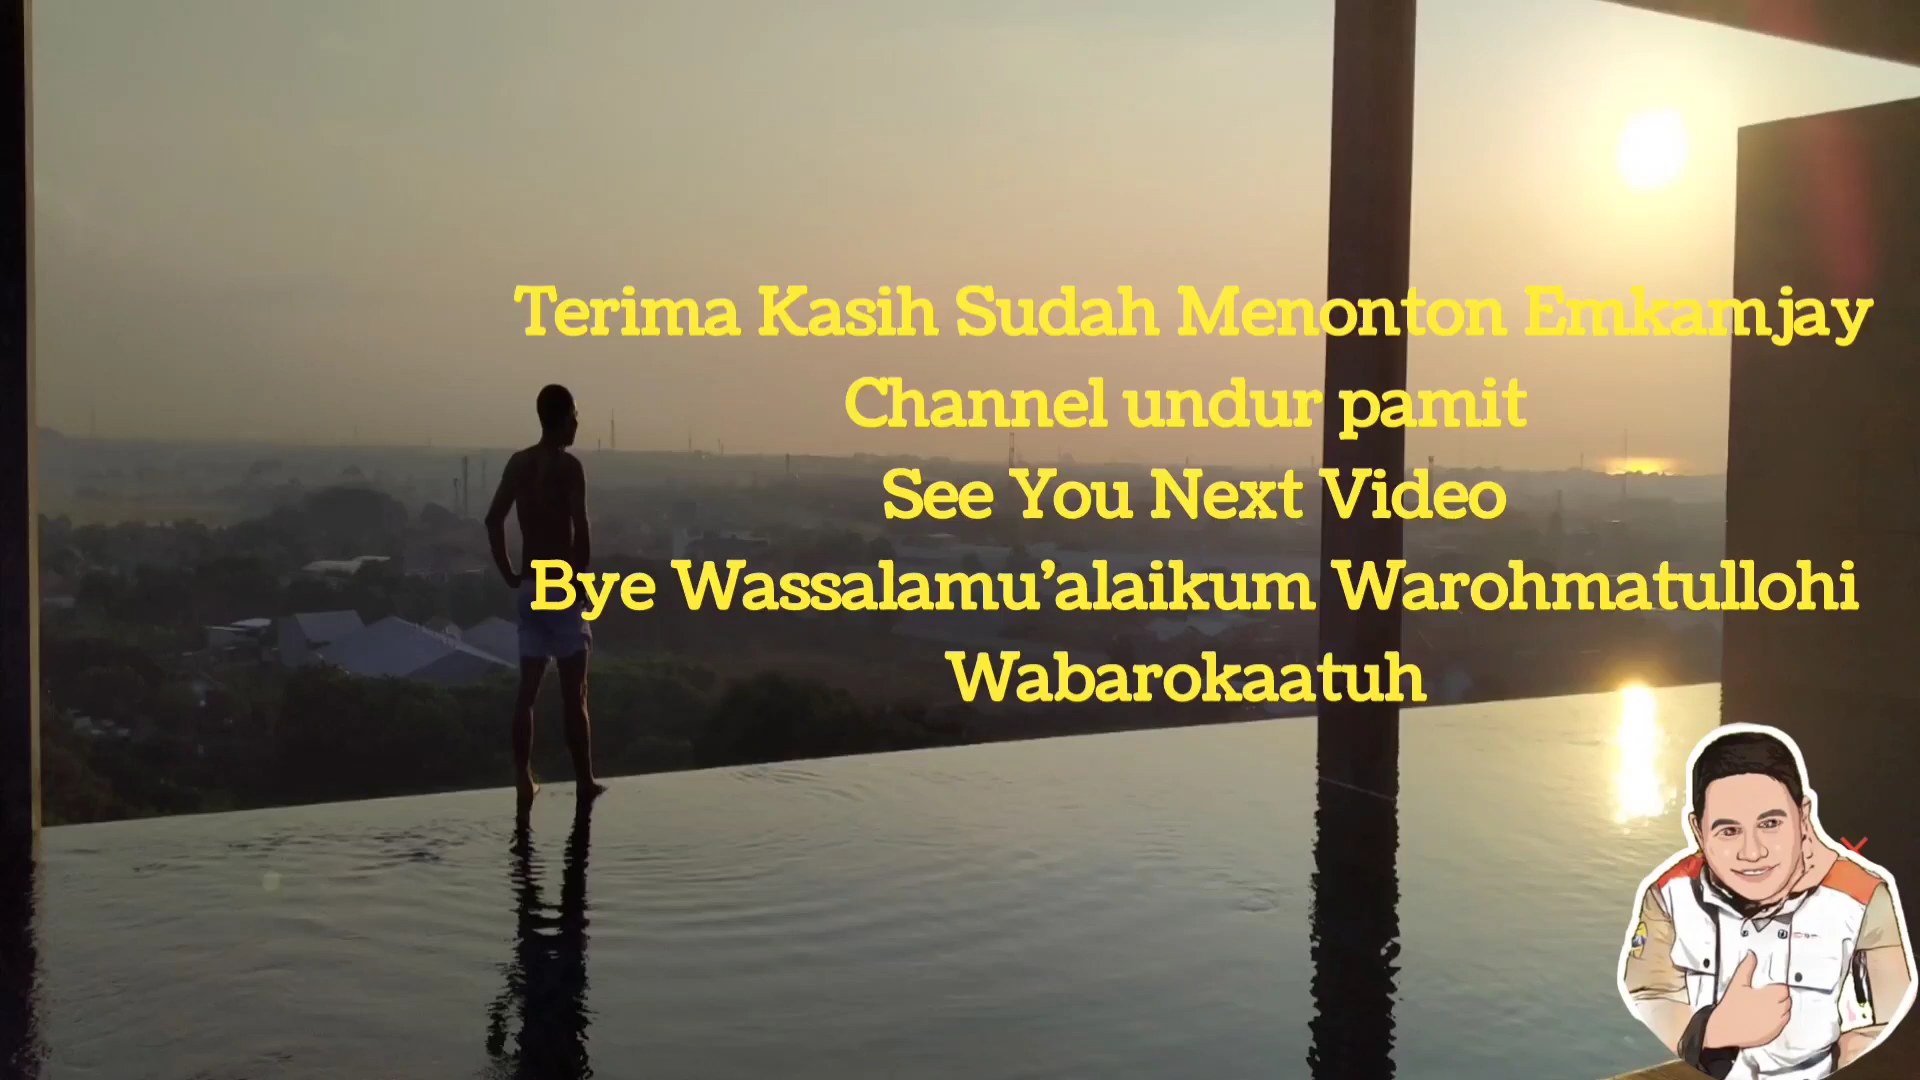 Terima Kasih Sudah Menonton Emkamjay
Channel undur pamit
See You Next Video
Bye Wassalamu’alaikum Warohmatullohi
Wabarokaatuh